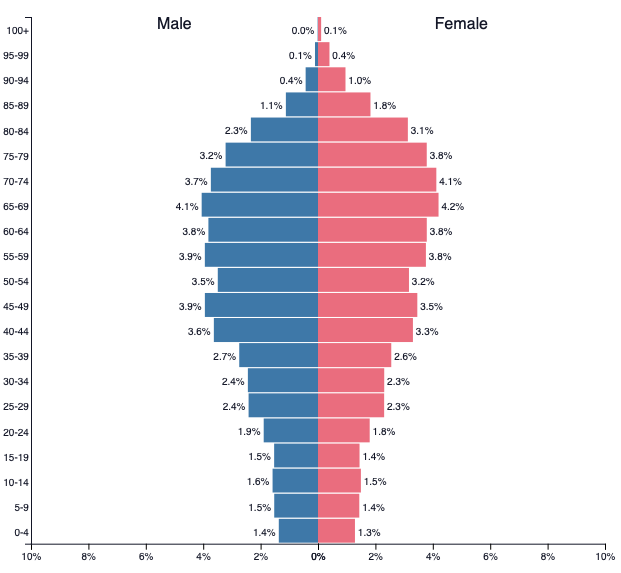 Male Female
100+ 0.0% 0.1%
95-99 0.1% 0.4%
90-94 0.4% 1.0%
85-89 1.1% 1.8%
80-84 2.3% 3.1%
75-79 3.2% 3.8%
70-74 3.7% 4.1%
65-69 4.1% 4.2%
60-64 3.8% 3.8%
55-59 3.9% 3.8%
50-54 3.5% 3.2%
45-49 3.9% 3.5%
40-44 3.6% 3.3%
35-39 2.7% 2.6%
30-34 2.4% 2.3%
25-29 2.4% 2.3%
20-24 1.9% 1.8%
15-19 1.5% 1.4%
10-14 1.6% 1.5%
5-9 1.5% 1.4%
0-4 1.4% 1.3%
10% 8% 6% 4% 2% 0% 2% 4% 6% 8% 10%